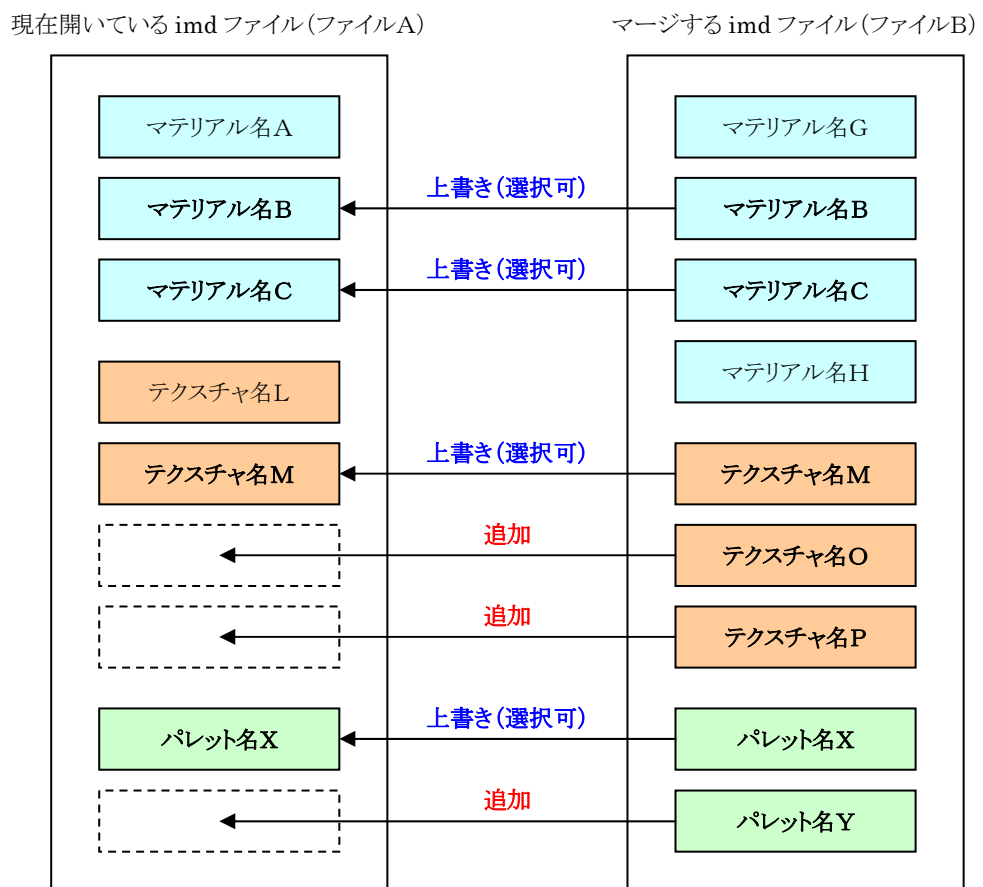 現在開いている imd ファイル(ファイルA) マージする imd ファイル(ファイルB)
マテリアル名A マテリアル名G
上書き(選択可)
マテリアル名B マテリアル名B
上書き(選択可)
マテリアル名C マテリアル名C
マテリアル名H
テクスチャ名L
上書き(選択可)
テクスチャ名M テクスチャ名M
追加
テクスチャ名O
追加
テクスチャ名P
上書き(選択可)
パレット名X パレット名X
追加
パレット名Y